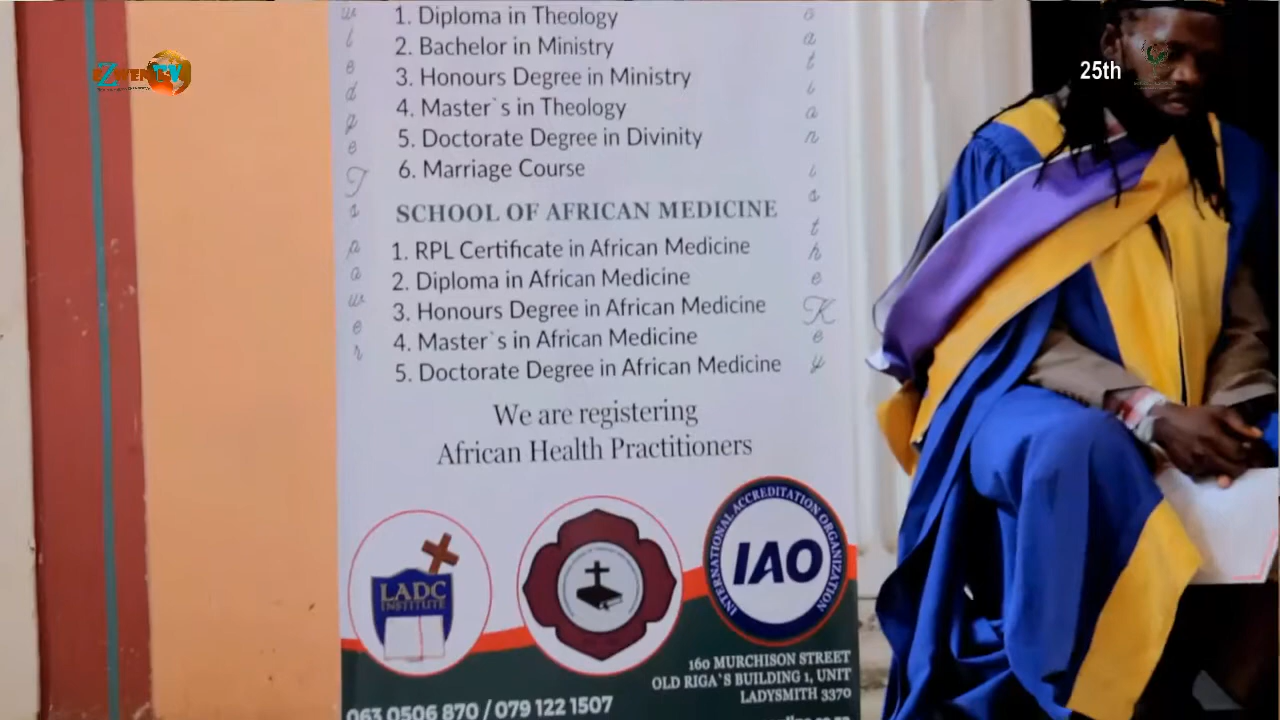 eZwenTV
25th
1. Diploma in Theology
2. Bachelor in Ministry
3. Honours Degree in Ministry
4. Master`s in Theology
5. Doctorate Degree in Divinity
6. Marriage Course
SCHOOL OF AFRICAN MEDICINE
1. RPL Certificate in African Medicine
2. Diploma in African Medicine
3. Honours Degree in African Medicine
4. Master`s in African Medicine
5. Doctorate Degree in African Medicine
We are registering
African Health Practitioners
LADC
INSTITUTE
INTERNATIONAL ACCREDITATION ORGANIZATION
IAO
160 MURCHISON STREET
OLD RIGA`S BUILDING 1, UNIT
LADYSMITH 3370
063 0506 870 / 079 122 1507